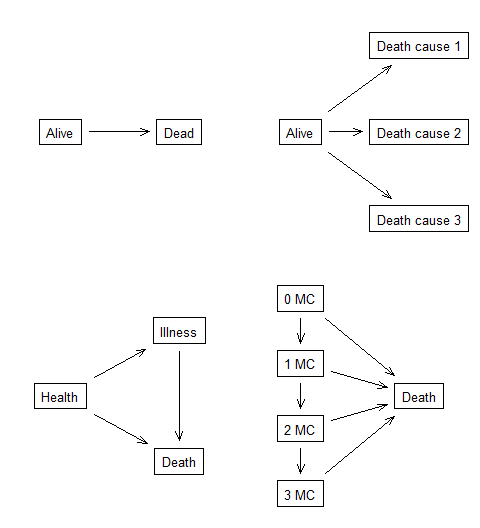 Alive
Dead
Alive
Death cause 1
Death cause 2
Death cause 3
Health
Illness
Death
0 MC
1 MC
2 MC
3 MC
Death